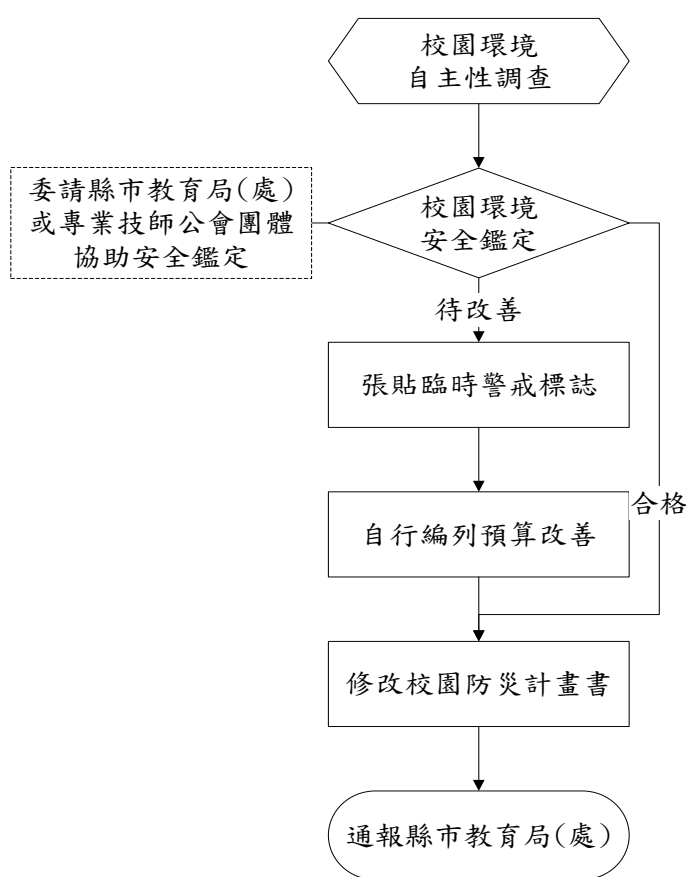 校園環境
自主性調查
委請縣市教育局(處)
或專業技師公會團體
協助安全鑑定
校園環境
安全鑑定
待改善
張貼臨時警戒標誌
合格
自行編列預算改善
修改校園防災計畫書
通報縣市教育局(處)